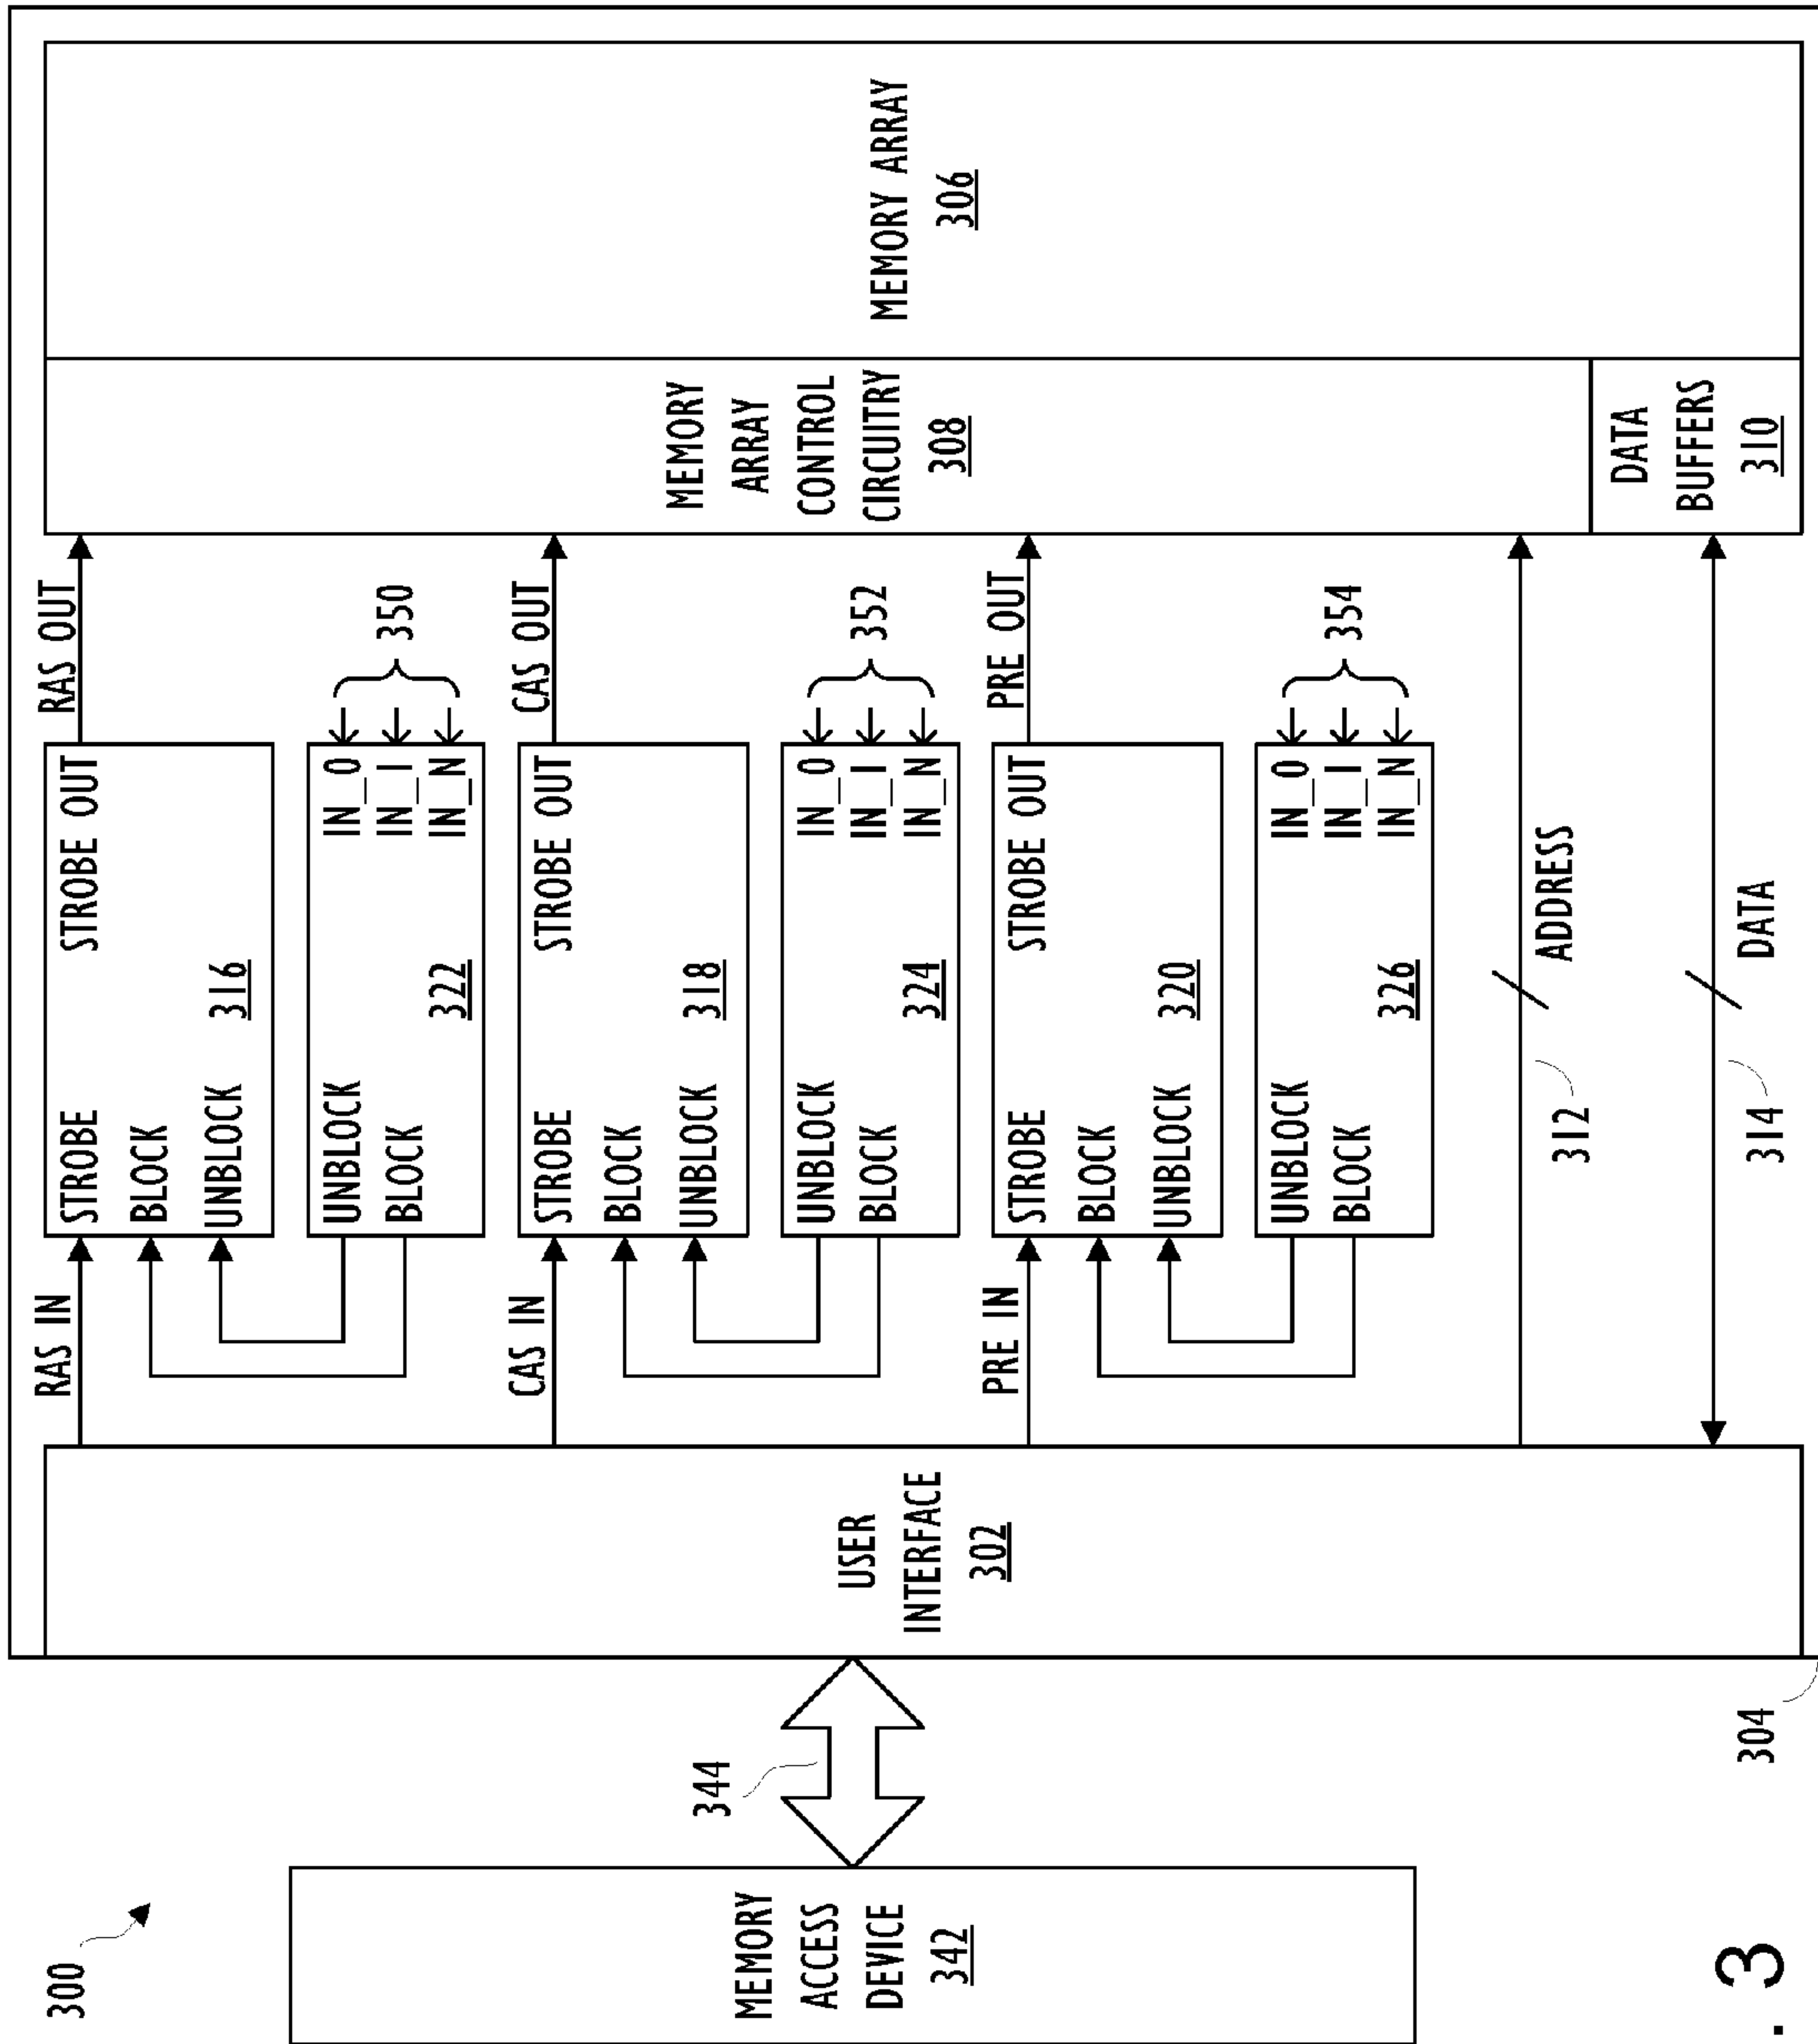 300
MEMORY
ACCESS
DEVICE
342
344
304
USER
INTERFACE
302
RAS IN
STROBE
BLOCK
UNBLOCK
STROBE OUT
316
RAS OUT
UNBLOCK
BLOCK
322
IN_0
IN_1
IN_N
350
CAS IN
STROBE
BLOCK
UNBLOCK
STROBE OUT
318
CAS OUT
UNBLOCK
BLOCK
324
IN_0
IN_1
IN_N
352
PRE IN
STROBE
BLOCK
UNBLOCK
STROBE OUT
320
PRE OUT
UNBLOCK
BLOCK
326
IN_0
IN_1
IN_N
354
312
ADDRESS
314
DATA
MEMORY
ARRAY
CONTROL
CIRCUITRY
308
DATA
BUFFERS
310
MEMORY ARRAY
306
. 3